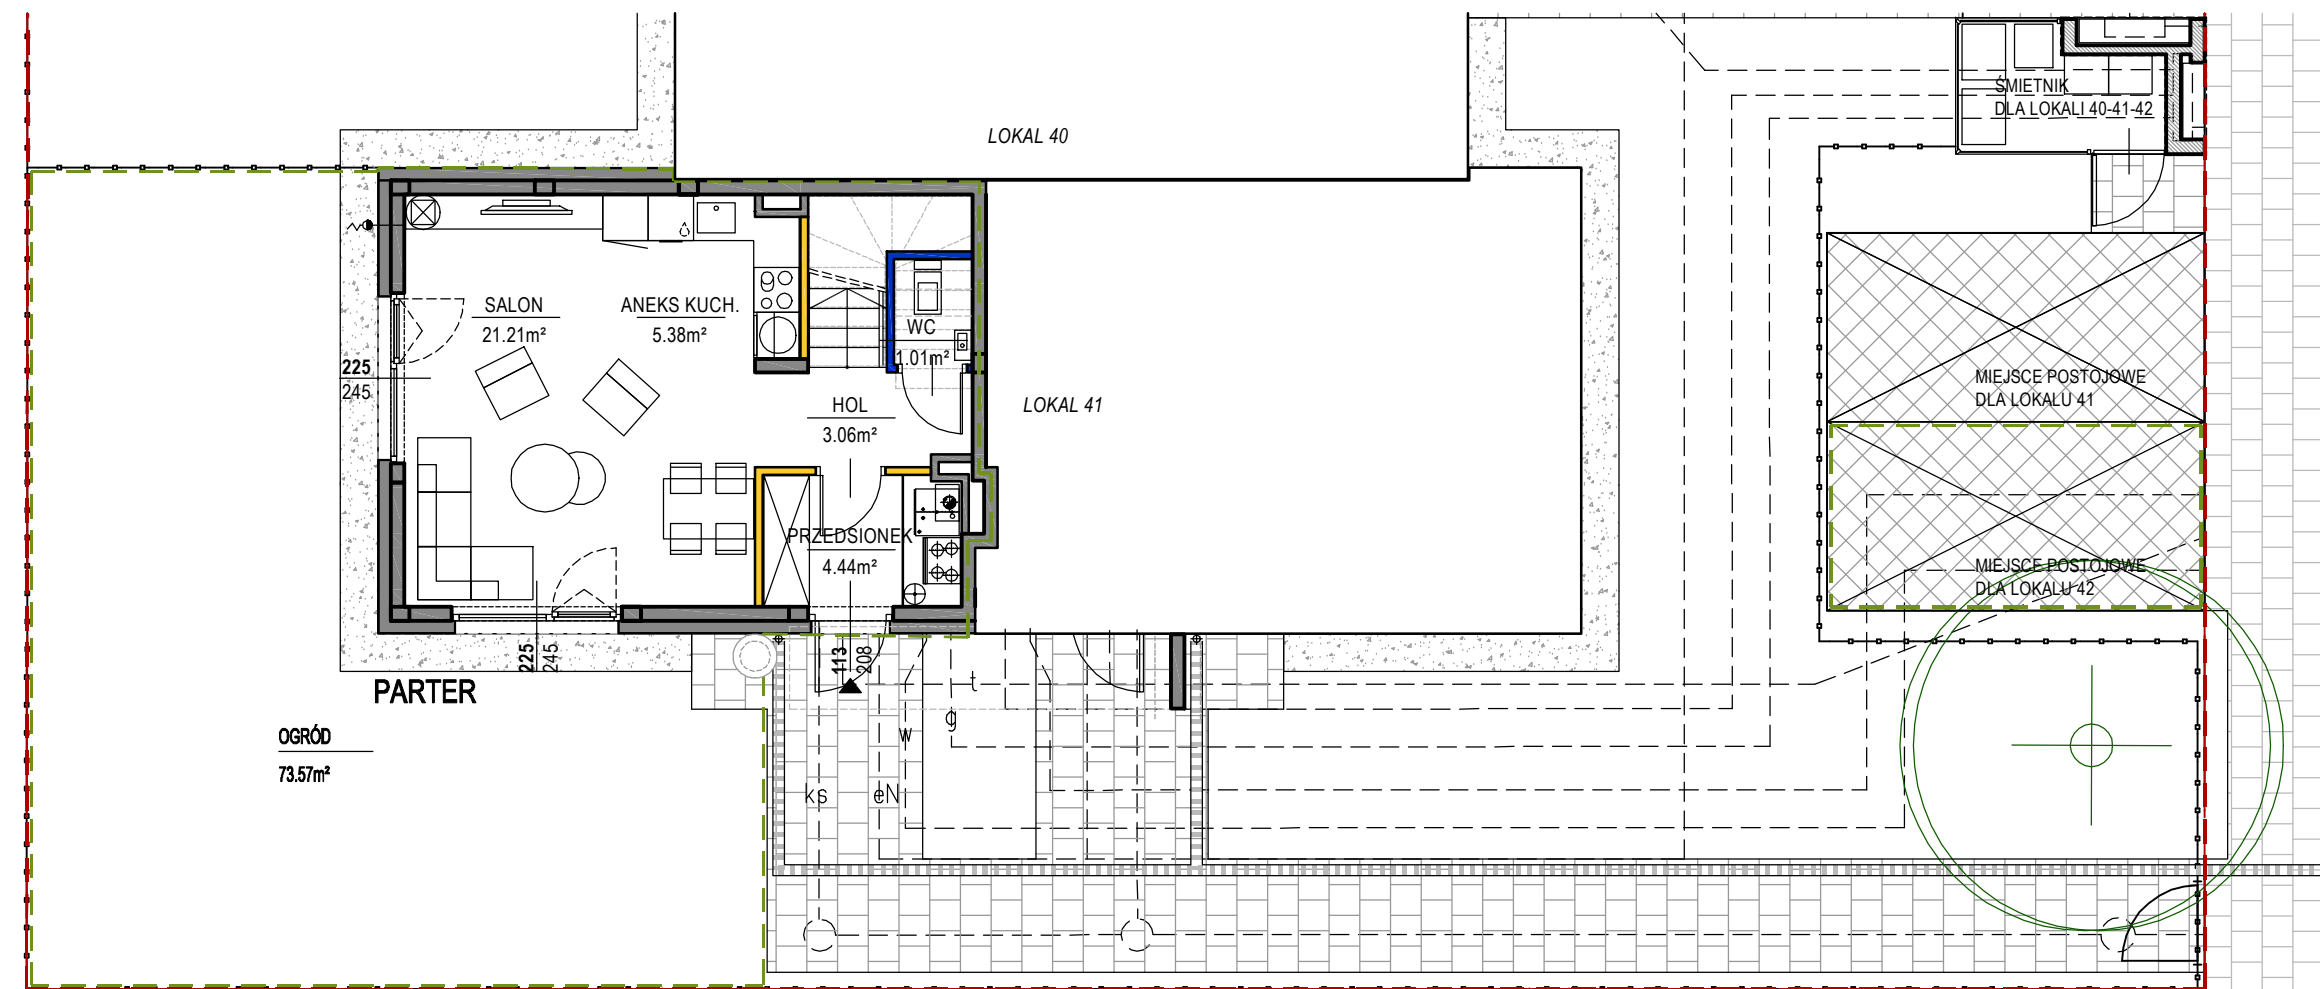 LOKAL 40
ŚMIETNIK
DLA LOKALI 40-41-42
SALON
21.21m²
ANEKS KUCH.
5.38m²
WC
1.01m²
225
245
HOL
3.06m²
LOKAL 41
MIEJSCE POSTOJOWE
DLA LOKALU 41
PRZEDSIONEK
4.44m²
MIEJSCE POSTOJOWE
DLA LOKALU 42
225
245
113
208
PARTER
t
g
w
OGRÓD
73.57m²
ks
eN